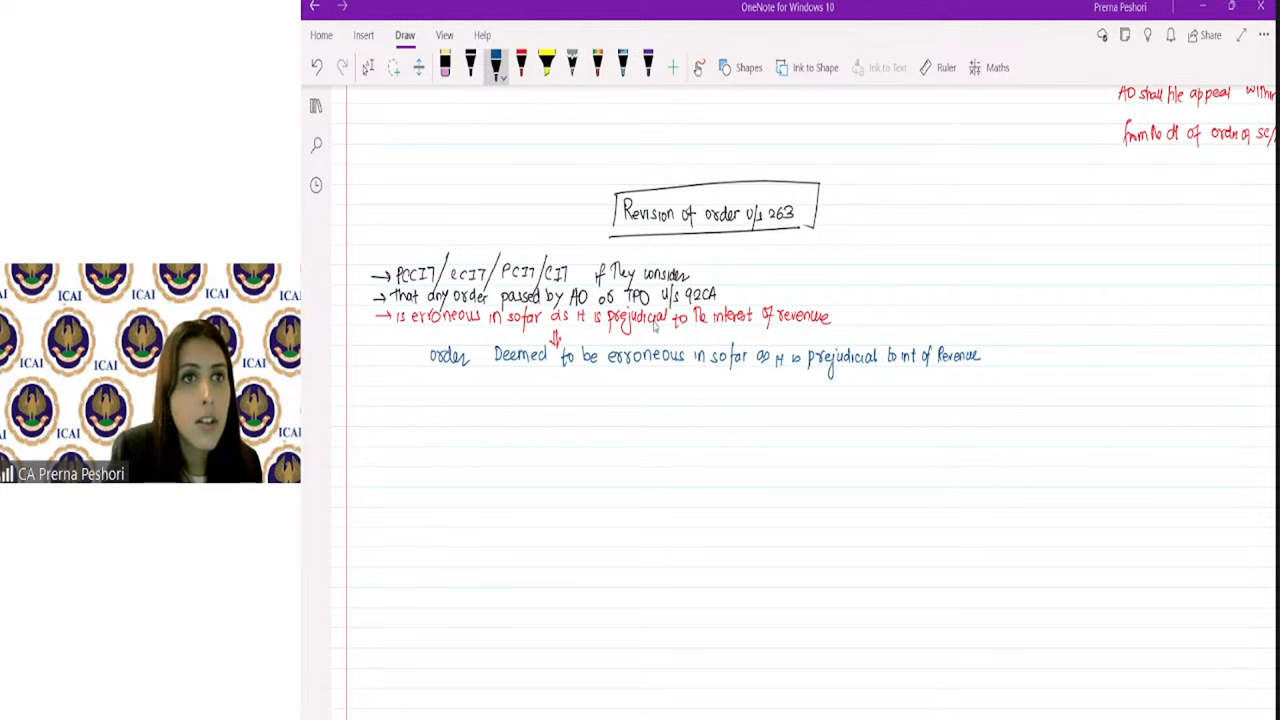 OneNote for Windows 10
Prerna Peshori
Home Insert Draw View Help
Share
Shapes
Ink to Shape
Ink to Text
Ruler
Maths
AO shall file appeal within
from the dt of order of SC/
Revision of order u/s 263
→ PCCIT/CCIT/PCIT/CIT if they consider
→ that any order passed by AO or TPO u/s 92CA
→ is erroneous in so far as it is prejudicial to the interest of revenue
order Deemed to be erroneous in so far as it is prejudicial to int of Revenue
ICAI
CA Prerna Peshori